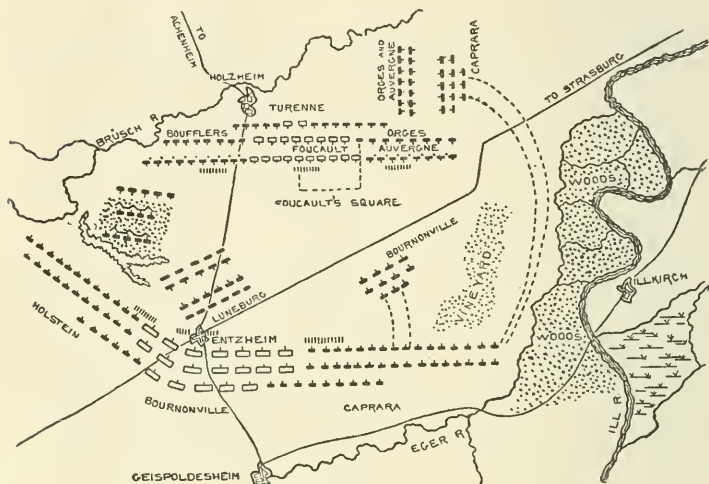 TO
ACHENHEIM
HOLZHEIM
TURENNE
ORGES AND
AUVERGNE
CAPRARA
TO STRASBURG
BRÜSCH R
BOUFFLERS
ORGES
FOUCAULT
AUVERGNE
FOUCAULT'S SQUARE
WOODS
BOURNONVILLE
VINEYARD
ILLKIRCH
LUNEBURG
HOLSTEIN
ENTZHEIM
WOODS
BOURNONVILLE
CAPRARA
ILL R.
EGER R
GEISPOLDESHEIM